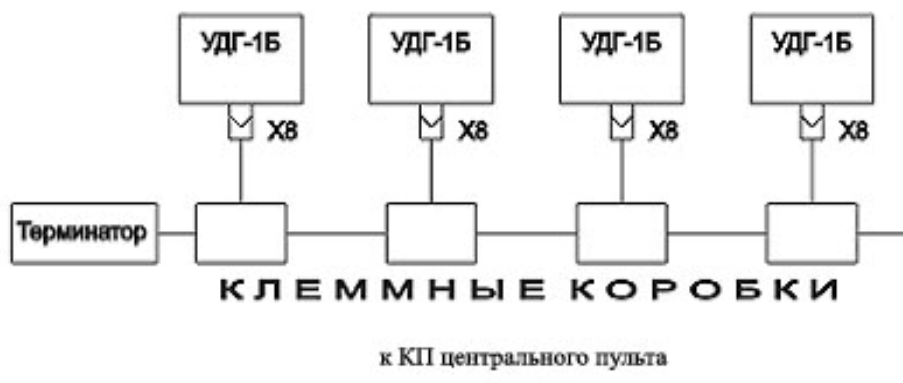 УДГ-1Б УДГ-1Б УДГ-1Б УДГ-1Б
Х8 Х8 Х8 Х8
Терминатор
КЛЕММНЫЕ КОРОБКИ
к КП центрального пульта